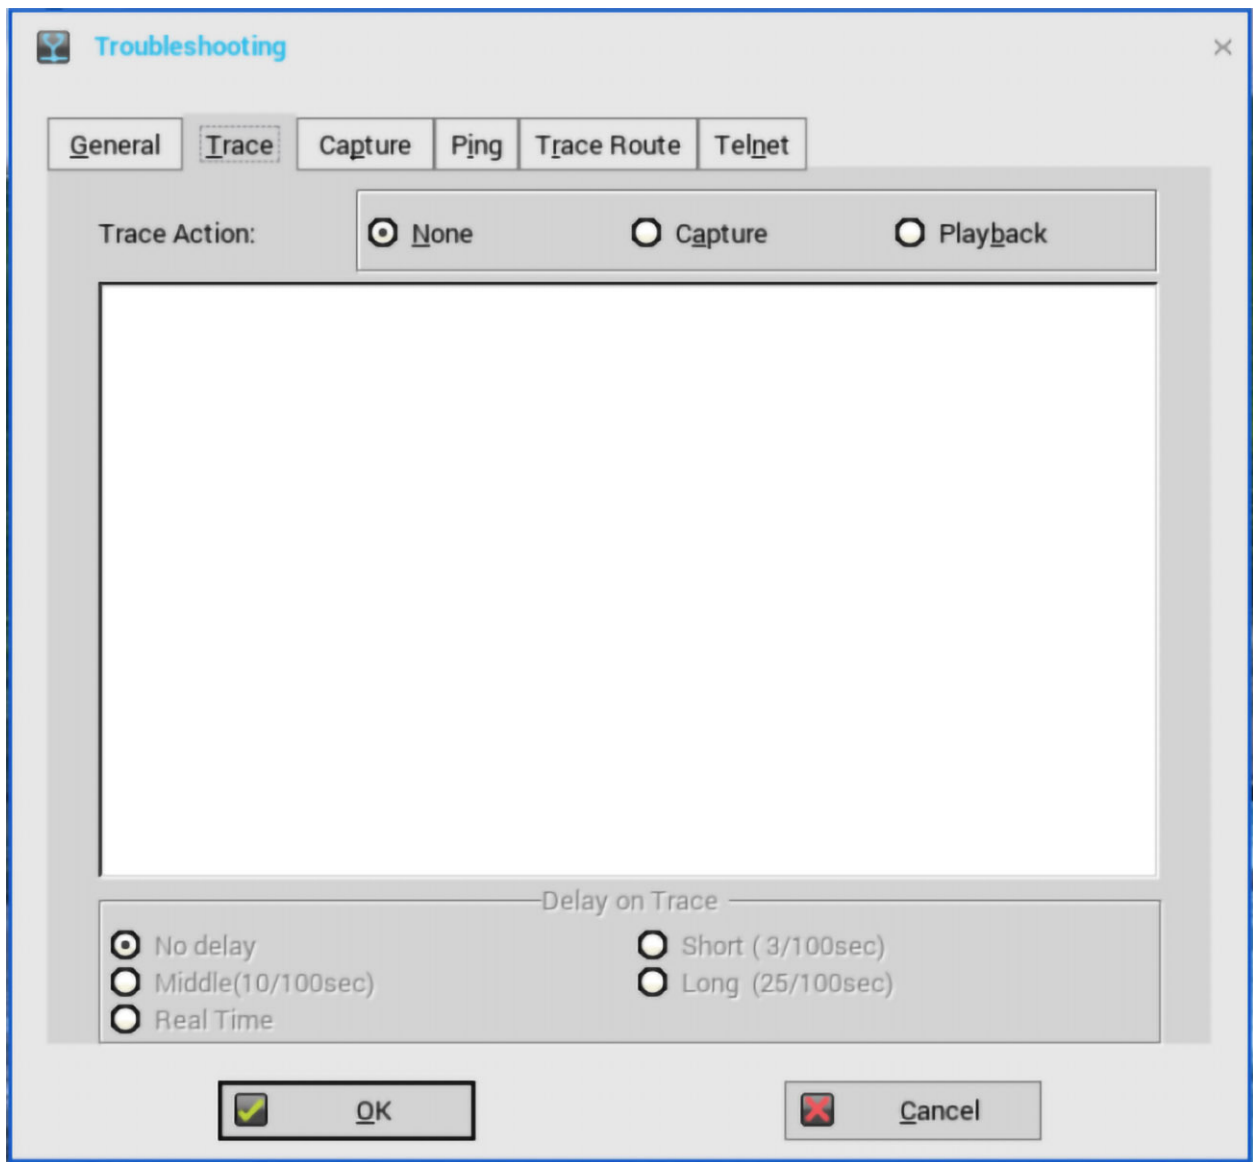 Troubleshooting
General Trace Capture Ping Trace Route Telnet
Trace Action: None Capture Playback
Delay on Trace
No delay Short ( 3/100sec)
Middle(10/100sec) Long (25/100sec)
Real Time
OK Cancel